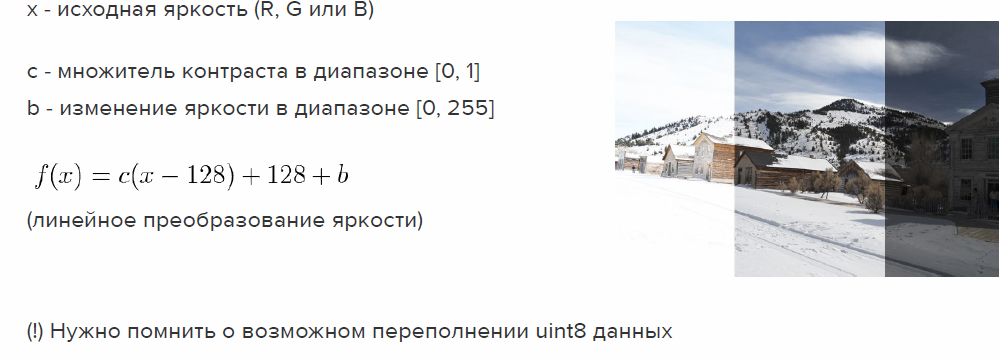 x - исходная яркость (R, G или B)
c - множитель контраста в диапазоне [0, 1]
b - изменение яркости в диапазоне [0, 255]
f(x) = c(x − 128) + 128 + b
(линейное преобразование яркости)
(!) Нужно помнить о возможном переполнении uint8 данных